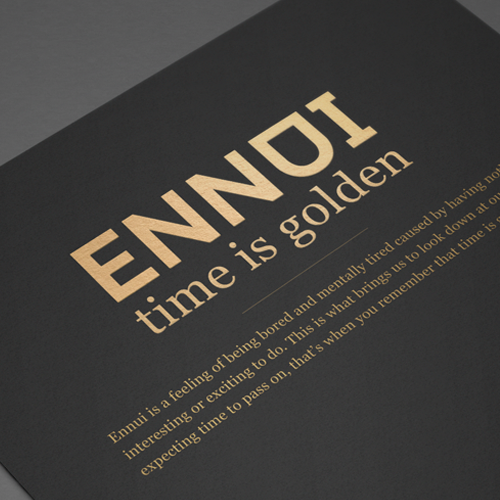 ENNUI
time is golden
Ennui is a feeling of being bored and mentally tired caused by having not
interesting or exciting to do. This is what brings us to look down at ou
expecting time to pass on, that's when you remember that time is